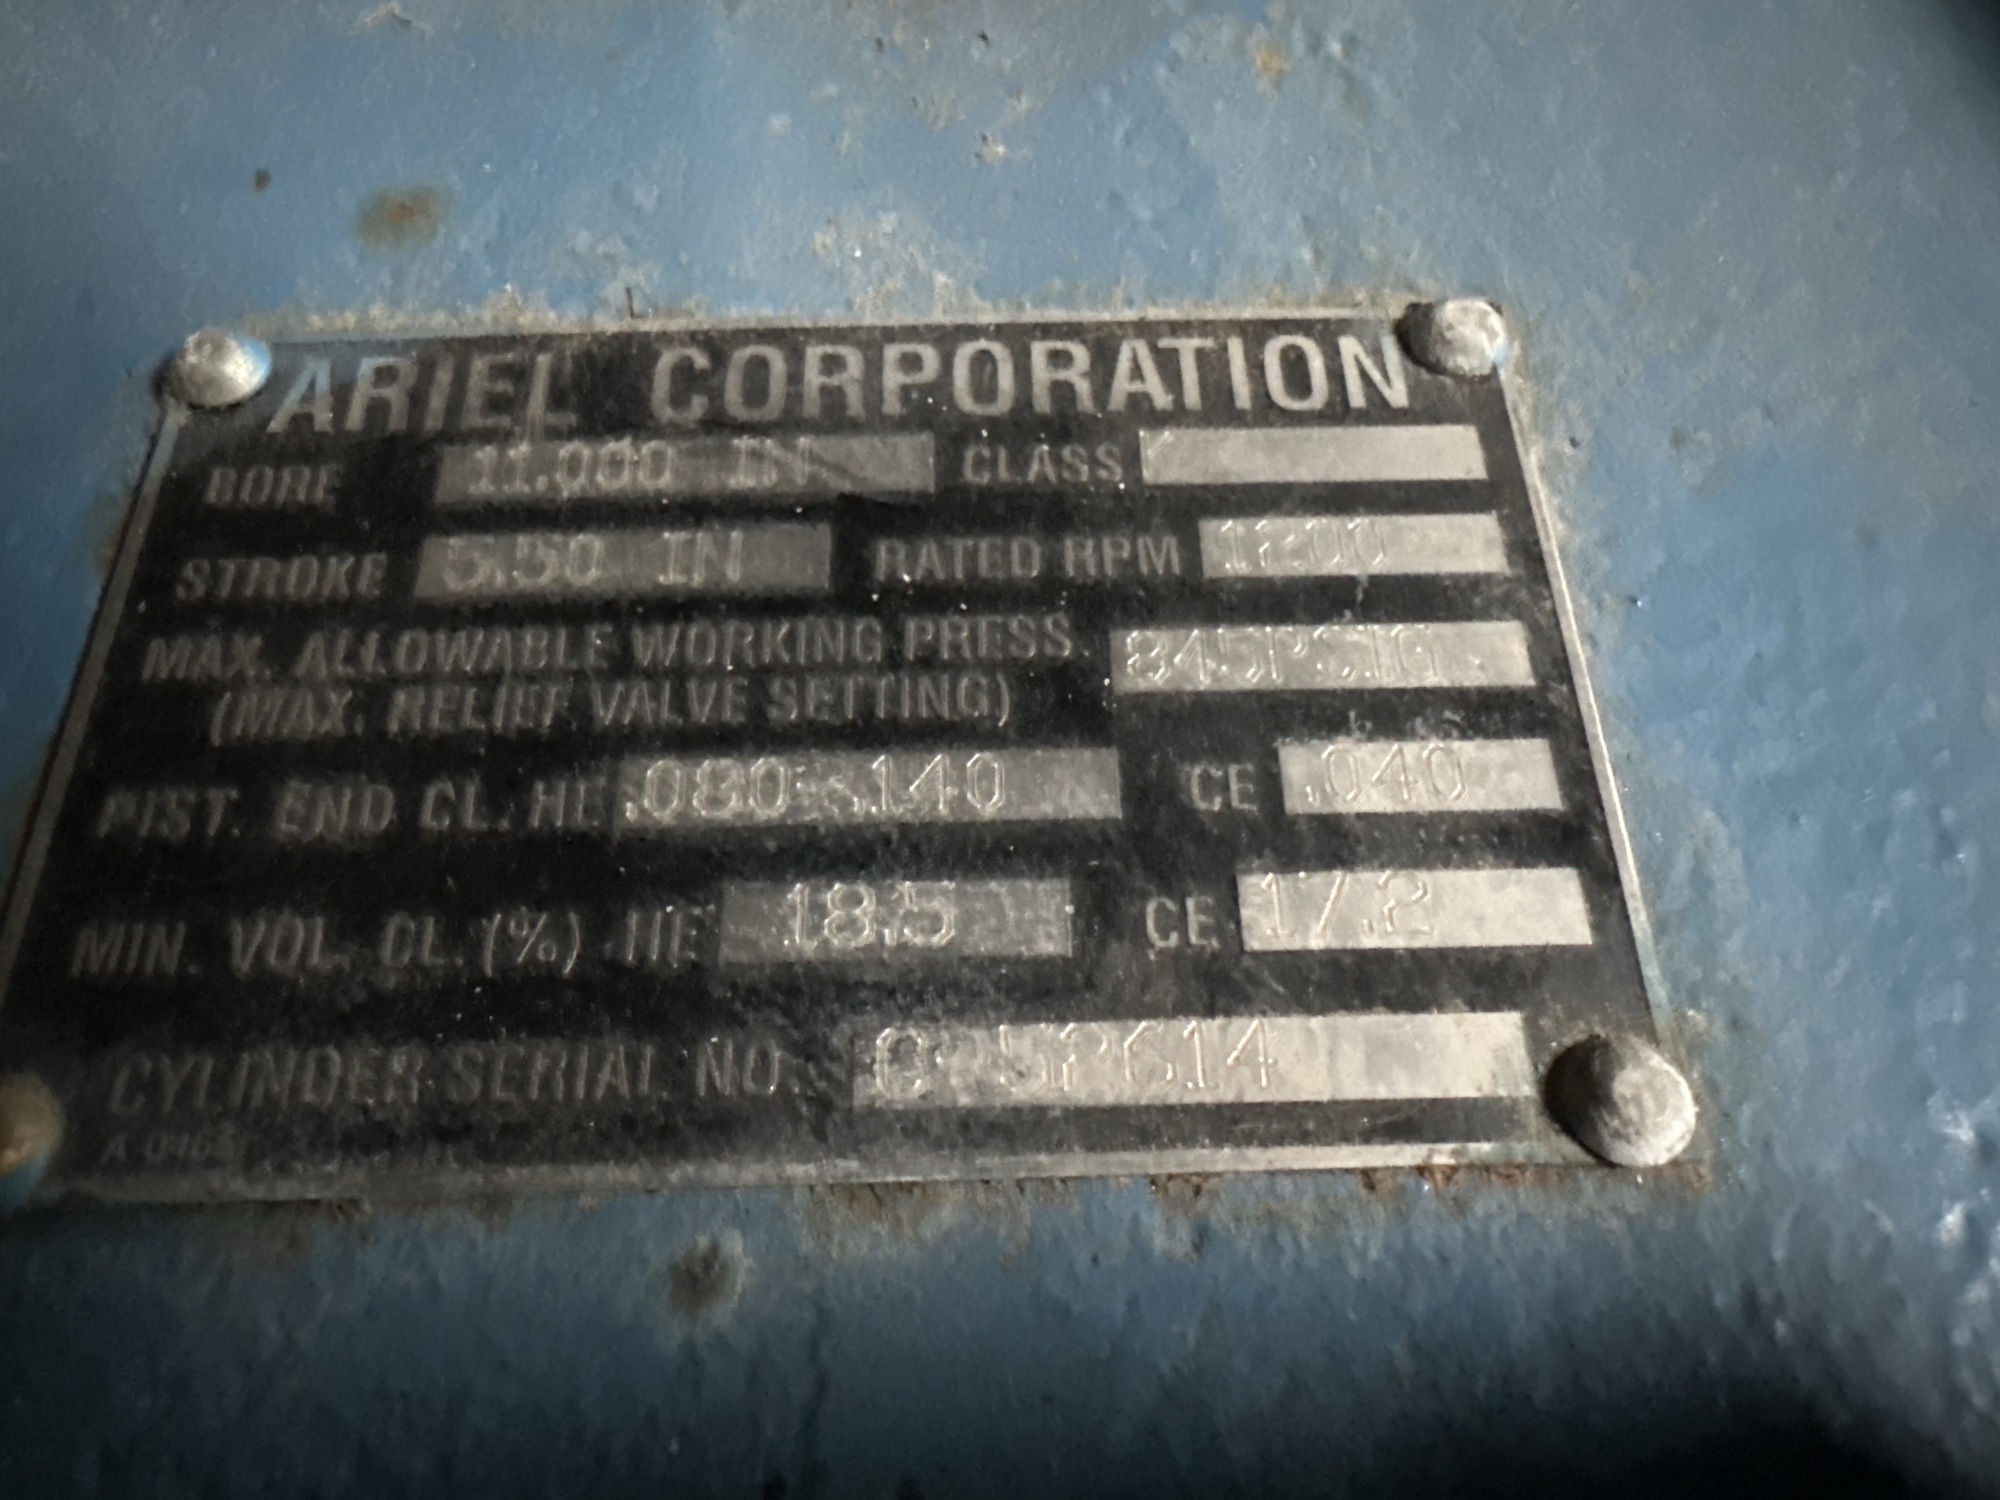 ARIEL CORPORATION
BORE 11.000 IN CLASS
STROKE 5.50 IN RATED RPM 1200
MAX. ALLOWABLE WORKING PRESS. 845PSIG
(MAX. RELIEF VALVE SETTING)
PIST. END CL. HE .080 - .140 CE .040
MIN. VOL. CL. (%) HE 18.5 CE 17.2
CYLINDER SERIAL NO.